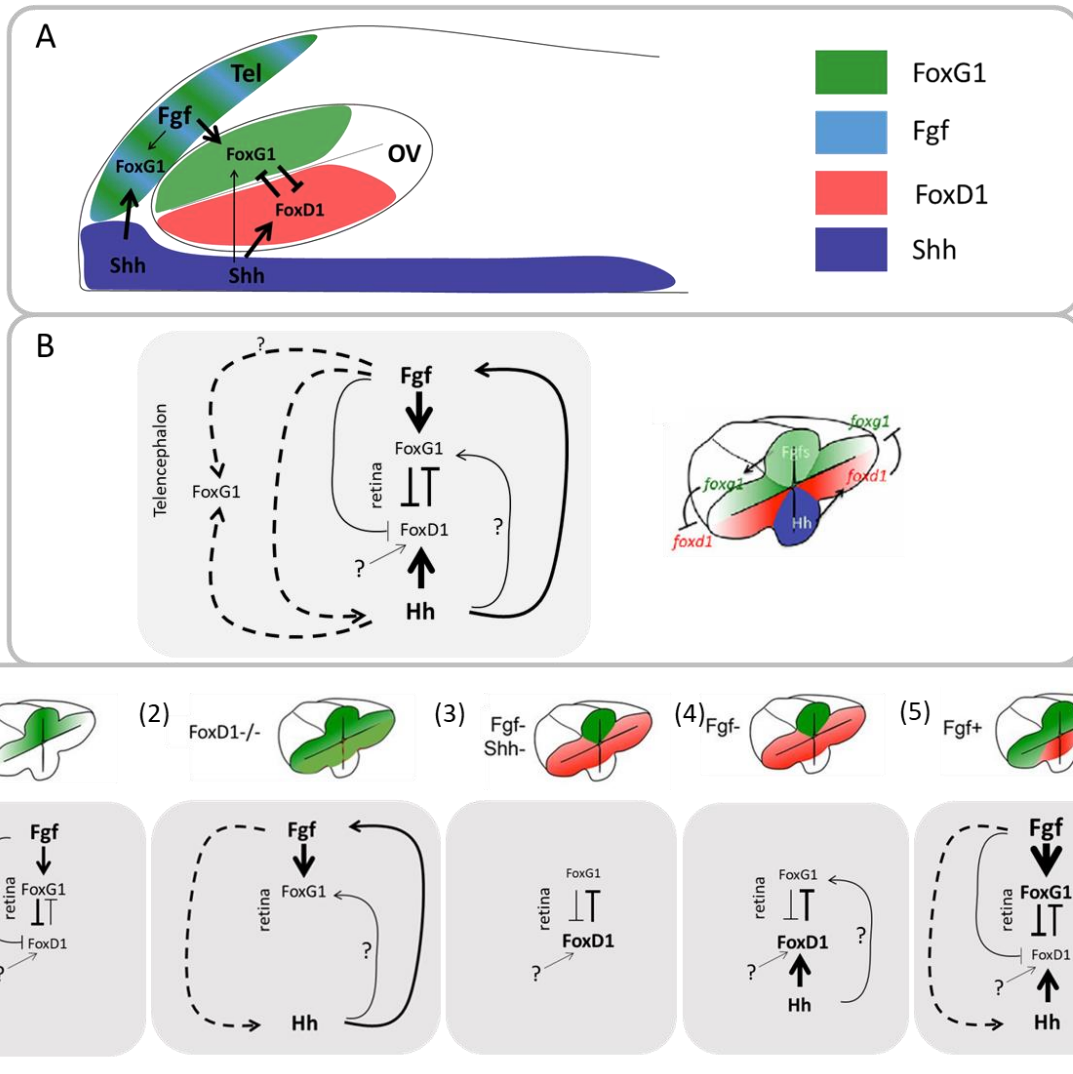 A
Tel
Fgf
FoxG1
FoxG1
OV
FoxD1
Shh
Shh
FoxG1
Fgf
FoxD1
Shh
B
?
Fgf
Telencephalon
FoxG1
retina
FoxG1
FoxD1
?
?
Hh
foxg1
Fgfs
foxg1
foxd1
Hh
foxd1
(2)
FoxD1-/-
(3)
Fgf-
Shh-
(4)
Fgf-
(5)
Fgf+
Fgf
FoxG1
retina
FoxD1
?
Fgf
FoxG1
retina
?
Hh
FoxG1
retina
FoxD1
?
FoxG1
retina
FoxD1
?
?
Hh
Fgf
FoxG1
retina
FoxD1
?
Hh